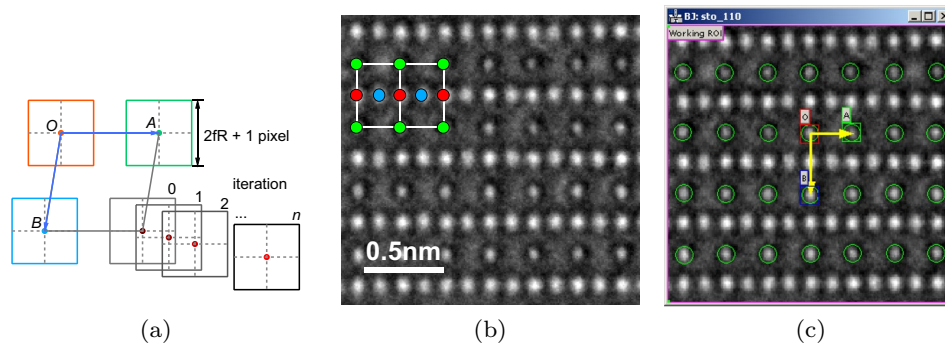 O
A
2fR + 1 pixel
B
0
1
2
iteration
...
n
(a)
0.5nm
(b)
BJ: sto_110
Working ROI
O
A
B
(c)